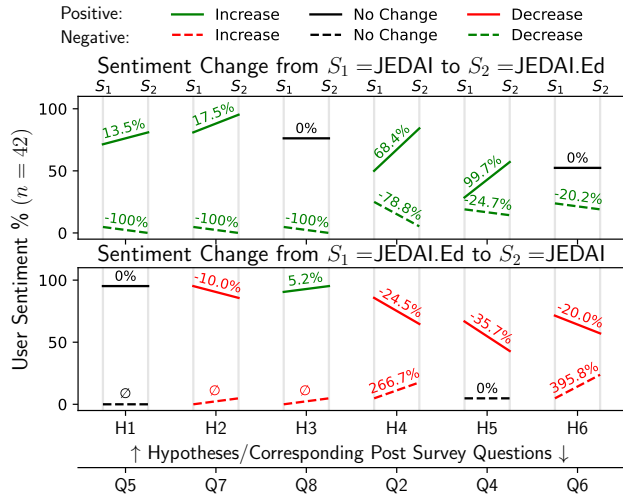 Positive: Increase No Change Decrease
Negative: Increase No Change Decrease
Sentiment Change from S₁ =JEDAI to S₂ =JEDAI.Ed
S₁ S₂ S₁ S₂ S₁ S₂ S₁ S₂ S₁ S₂ S₁ S₂
User Sentiment % (n = 42)
100
50
0
13.5% 17.5% 0% 68.4% 99.7% 0%
-100% -100% -100% -78.8% -24.7% -20.2%
Sentiment Change from S₁ =JEDAI.Ed to S₂ =JEDAI
100
50
0
0% -10.0% 5.2% -24.5% -35.7% -20.0%
∅ ∅ ∅ 266.7% 0% 395.8%
H1 H2 H3 H4 H5 H6
↑ Hypotheses/Corresponding Post Survey Questions ↓
Q5 Q7 Q8 Q2 Q4 Q6